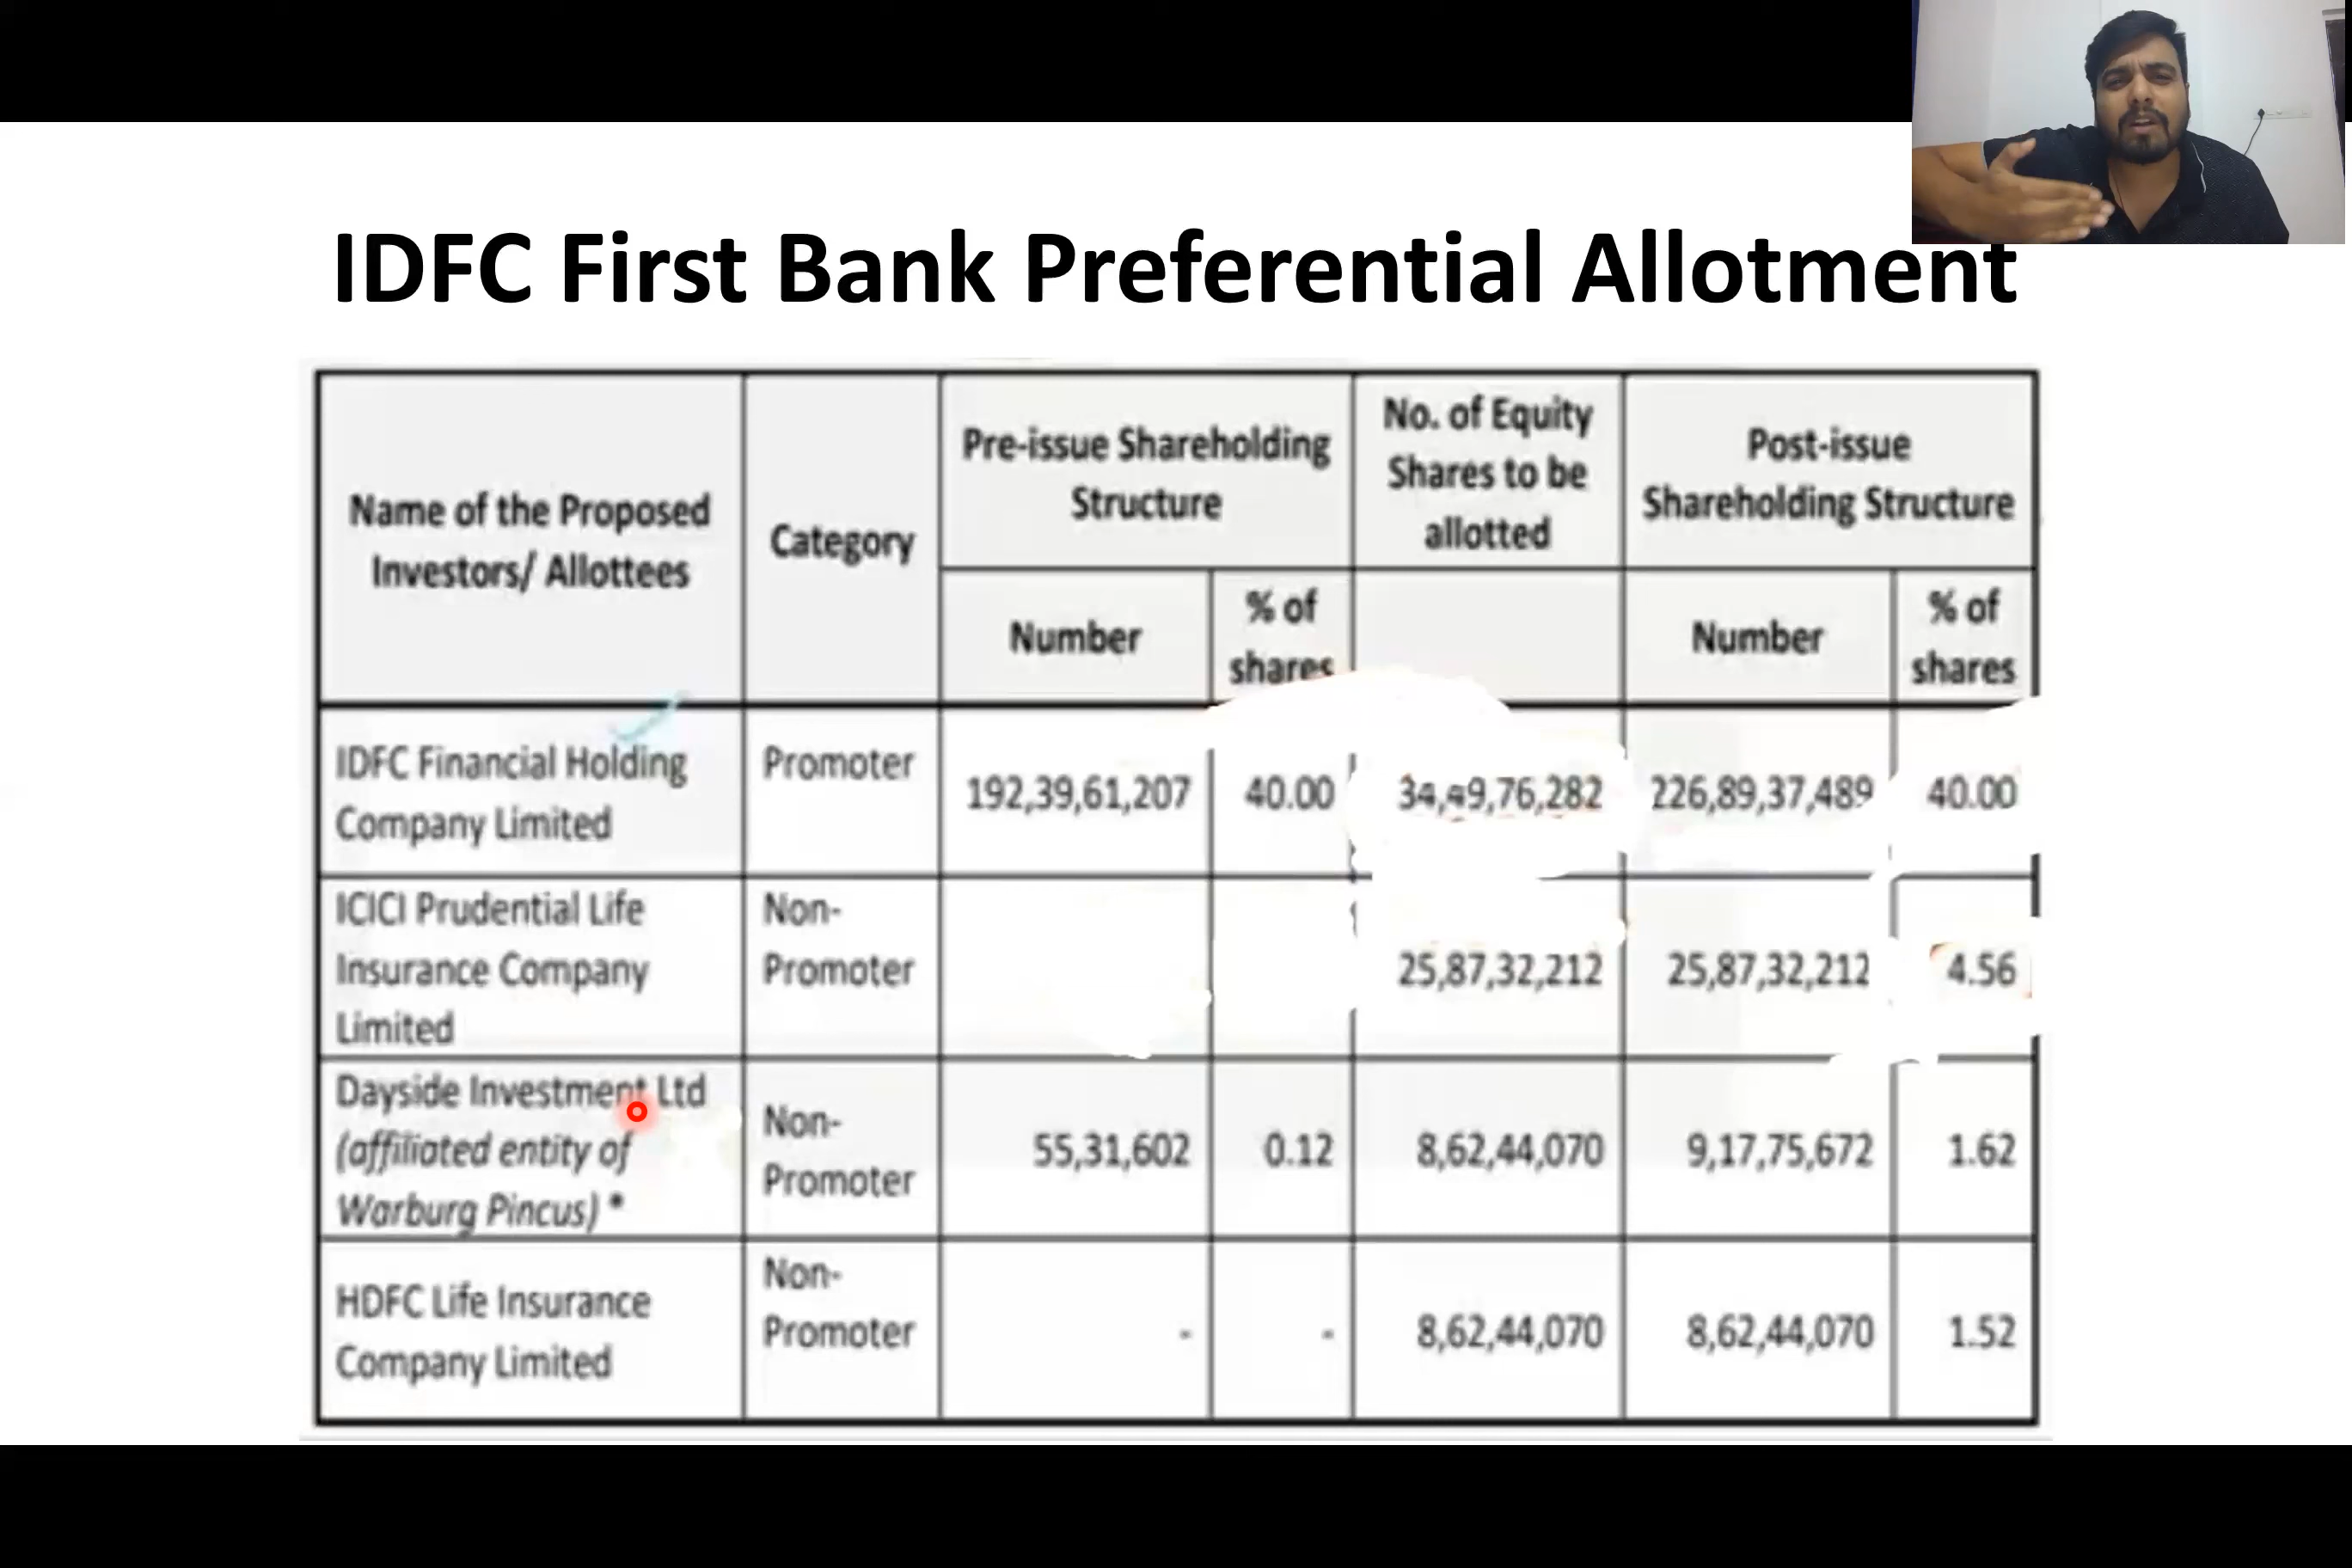 IDFC First Bank Preferential Allotment
Name of the Proposed
Investors/ Allottees
Category
Pre-issue Shareholding
Structure
No. of Equity
Shares to be
allotted
Post-issue
Shareholding Structure
Number
% of
shares
Number
% of
shares
IDFC Financial Holding
Company Limited
Promoter
192,39,61,207
40.00
34,49,76,282
226,89,37,489
40.00
ICICI Prudential Life
Insurance Company
Limited
Non-
Promoter
25,87,32,212
25,87,32,212
4.56
Dayside Investment Ltd
(affiliated entity of
Warburg Pincus) *
Non-
Promoter
55,31,602
0.12
8,62,44,070
9,17,75,672
1.62
HDFC Life Insurance
Company Limited
Non-
Promoter
-
-
8,62,44,070
8,62,44,070
1.52